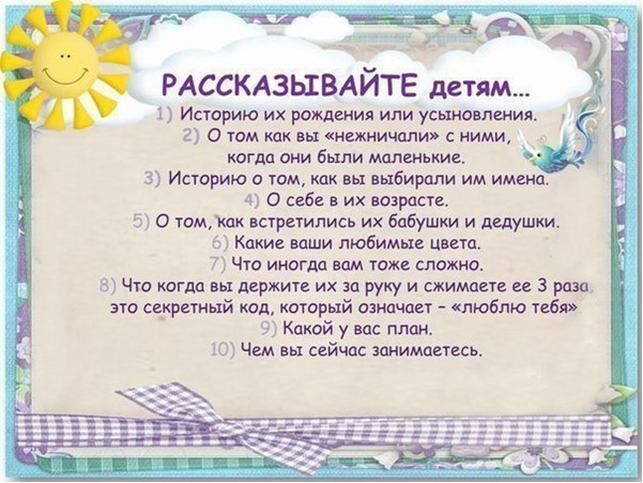 РАССКАЗЫВАЙТЕ детям...
1) Историю их рождения или усыновления.
2) О том как вы «нежничали» с ними,
когда они были маленькие.
3) Историю о том, как вы выбирали им имена.
4) О себе в их возрасте.
5) О том, как встретились их бабушки и дедушки.
6) Какие ваши любимые цвета.
7) Что иногда вам тоже сложно.
8) Что когда вы держите их за руку и сжимаете ее 3 раза,
это секретный код, который означает – «люблю тебя»
9) Какой у вас план.
10) Чем вы сейчас занимаетесь.